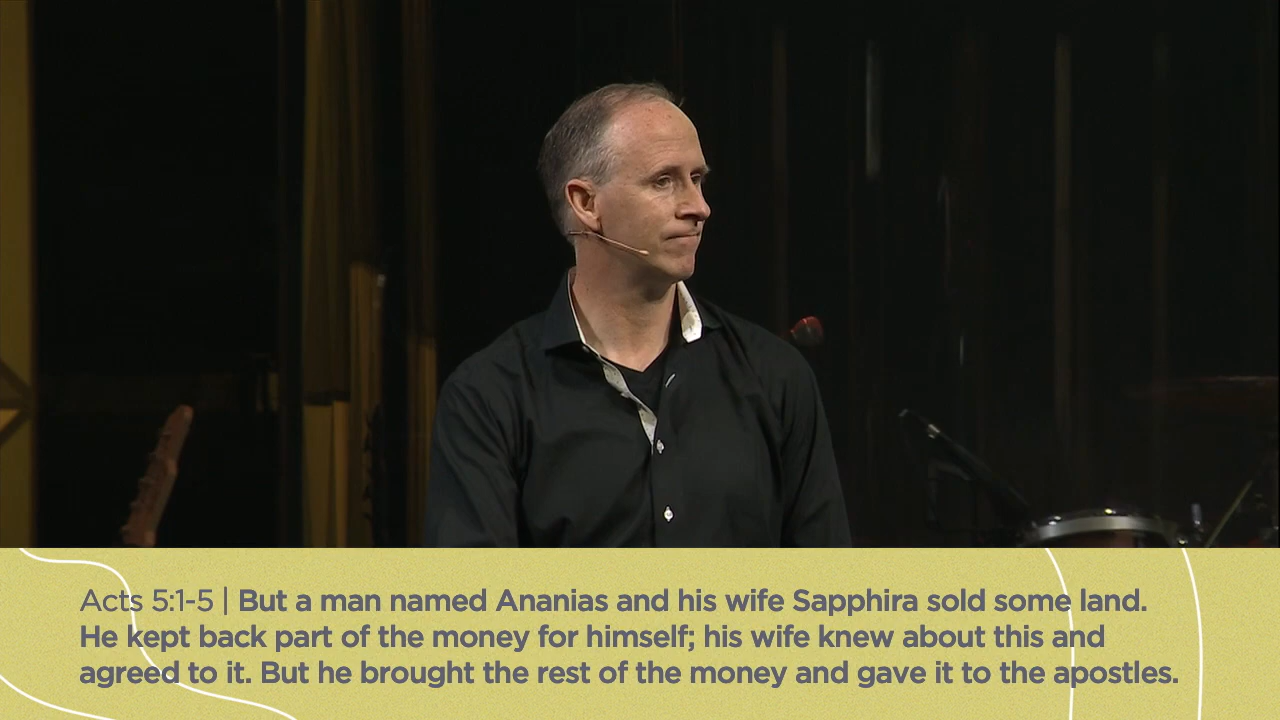 Acts 5:1-5 | But a man named Ananias and his wife Sapphira sold some land.
He kept back part of the money for himself; his wife knew about this and
agreed to it. But he brought the rest of the money and gave it to the apostles.